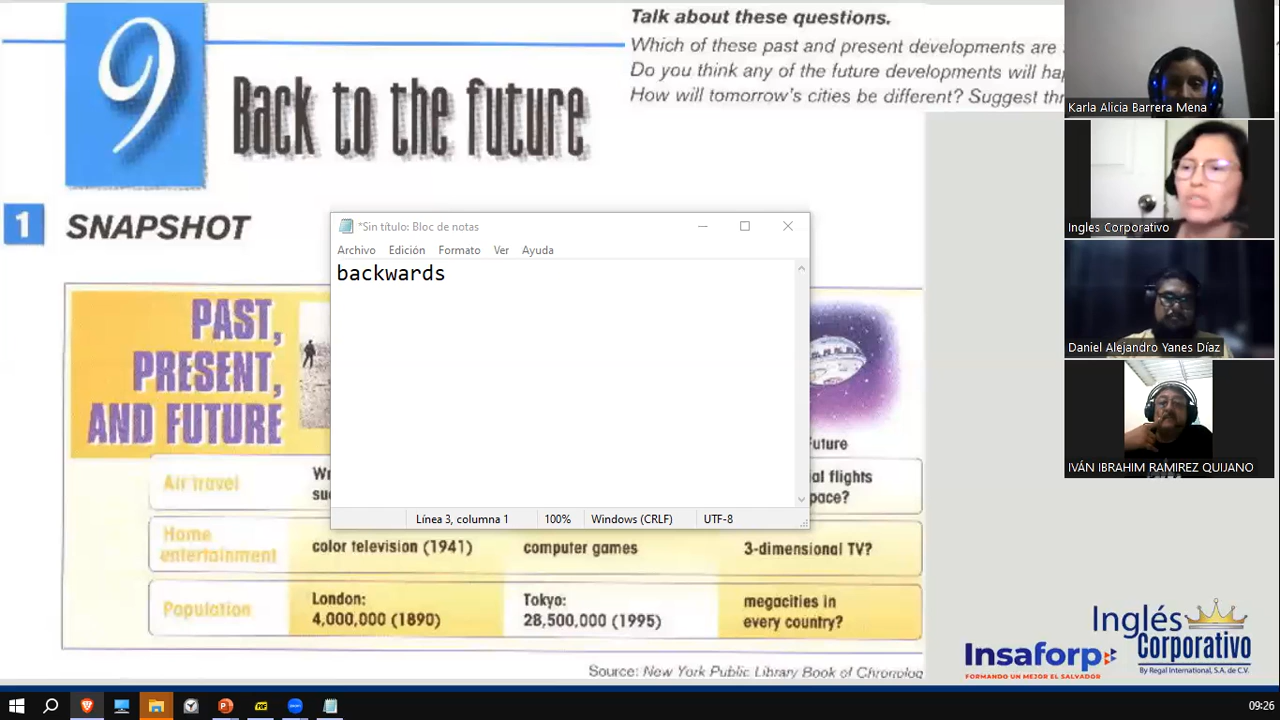 9
Back to the future
Talk about these questions.
Which of these past and present developments are
Do you think any of the future developments will
How will tomorrow's cities be different? Suggest
1 SNAPSHOT
PAST,
PRESENT,
AND FUTURE
Air travel
Home
entertainment
color television (1941)
computer games
3-dimensional TV?
Population
London:
4,000,000 (1890)
Tokyo:
28,500,000 (1995)
megacities in
every country?
flights
Source: New York Public Library Book of
*Sin título: Bloc de notas
Archivo Edición Formato Ver Ayuda
backwards
Línea 3, columna 1 100% Windows (CRLF) UTF-8
Karla Alicia Barrera Mena
Ingles Corporativo
Daniel Alejandro Yanes Díaz
IVÁN IBRAHIM RAMIREZ QUIJANO
Insaforp
FORMANDO UN MEJOR EL SALVADOR
Inglés
Corporativo
By Regal International, S.A. de C.V.
09:26